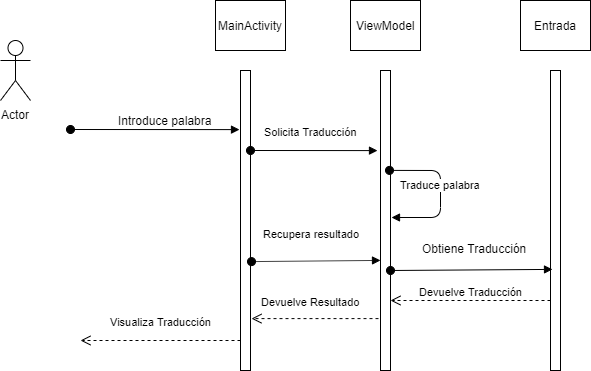 MainActivity
ViewModel
Entrada
Actor
Introduce palabra
Solicita Traducción
Traduce palabra
Recupera resultado
Obtiene Traducción
Devuelve Traducción
Devuelve Resultado
Visualiza Traducción